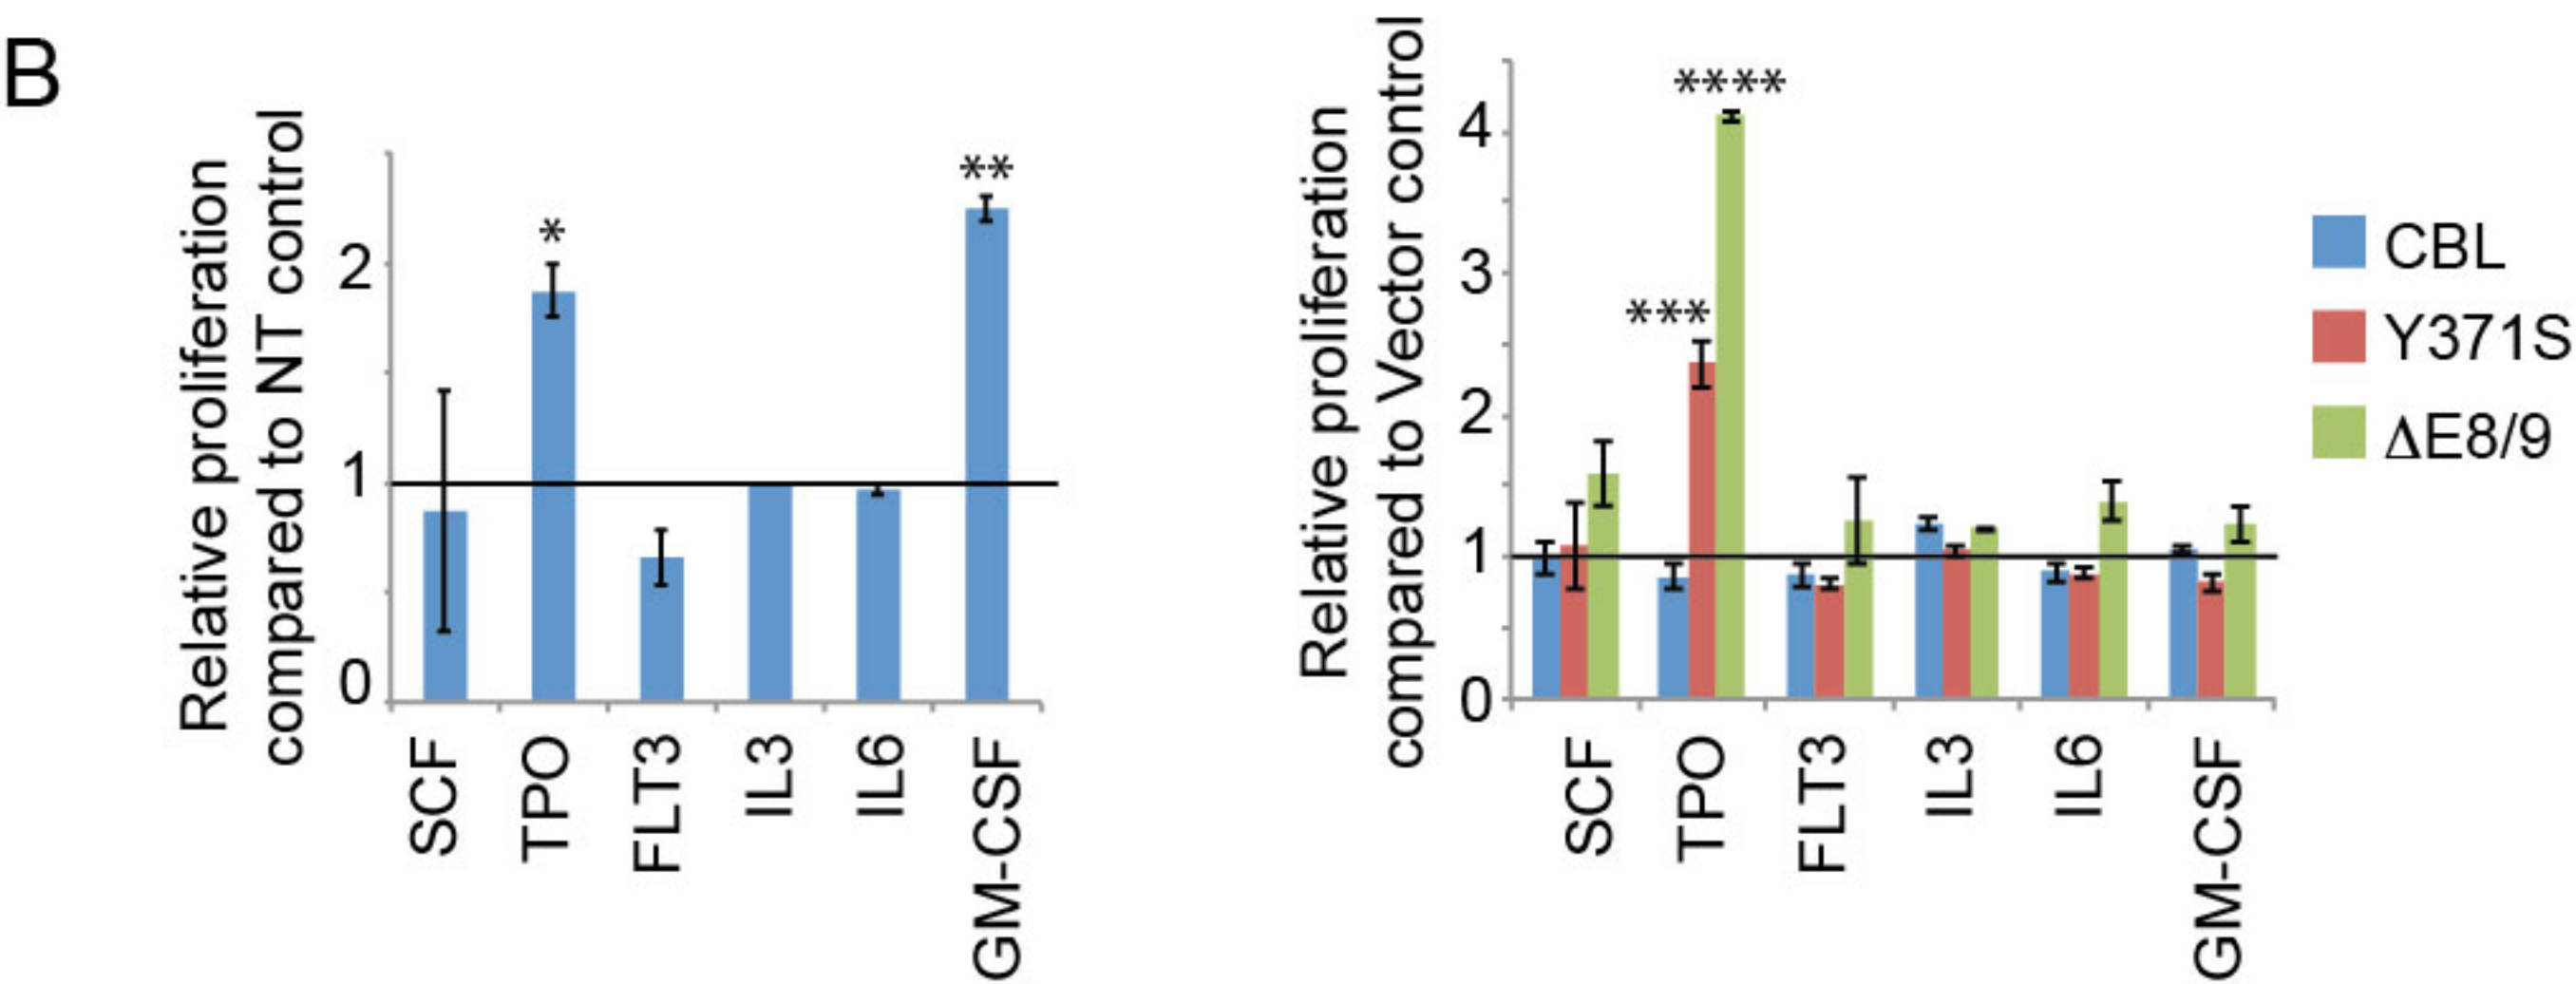 B
Relative proliferation
compared to NT control
2
1
0
*
**
SCF
TPO
FLT3
IL3
IL6
GM-CSF
Relative proliferation
compared to Vector control
4
3
2
1
0
***
****
SCF
TPO
FLT3
IL3
IL6
GM-CSF
CBL
Y371S
ΔE8/9